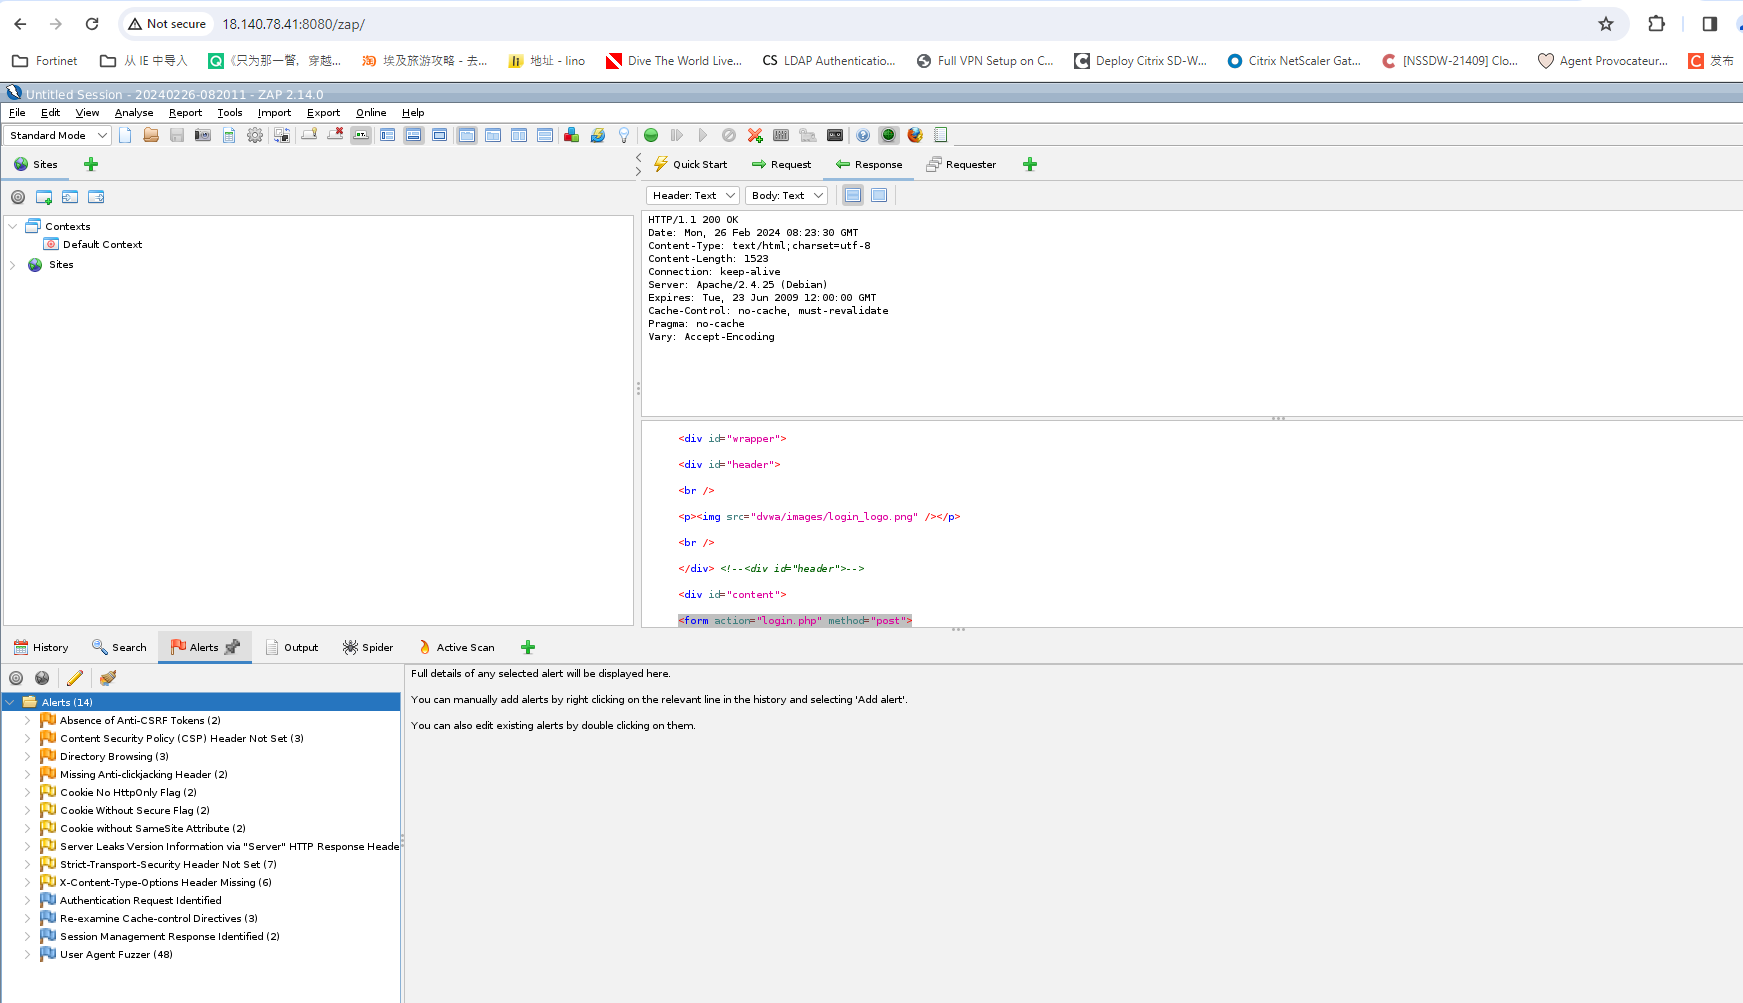 Not secure 18.140.78.41:8080/zap/
Fortinet 从 IE 中导入 《只为那一瞥，穿越... 埃及旅游攻略 - 去... 地址 - lino Dive The World Live... CS LDAP Authenticatio... Full VPN Setup on C... Deploy Citrix SD-W... Citrix NetScaler Gat... [NSSDW-21409] Clo... Agent Provocateur... 发布
Untitled Session - 20240226-082011 - ZAP 2.14.0
File Edit View Analyse Report Tools Import Export Online Help
Standard Mode
Sites
Quick Start Request Response Requester
Header: Text Body: Text
Contexts
Default Context
Sites
HTTP/1.1 200 OK
Date: Mon, 26 Feb 2024 08:23:30 GMT
Content-Type: text/html;charset=utf-8
Content-Length: 1523
Connection: keep-alive
Server: Apache/2.4.25 (Debian)
Expires: Tue, 23 Jun 2009 12:00:00 GMT
Cache-Control: no-cache, must-revalidate
Pragma: no-cache
Vary: Accept-Encoding
<div id="wrapper">
<div id="header">
<br />
<p><img src="dvwa/images/login_logo.png" /></p>
<br />
</div> <!--<div id="header">-->
<div id="content">
<form action="login.php" method="post">
History Search Alerts Output Spider Active Scan
Alerts (14)
Absence of Anti-CSRF Tokens (2)
Content Security Policy (CSP) Header Not Set (3)
Directory Browsing (3)
Missing Anti-clickjacking Header (2)
Cookie No HttpOnly Flag (2)
Cookie Without Secure Flag (2)
Cookie without SameSite Attribute (2)
Server Leaks Version Information via "Server" HTTP Response Heade
Strict-Transport-Security Header Not Set (7)
X-Content-Type-Options Header Missing (6)
Authentication Request Identified
Re-examine Cache-control Directives (3)
Session Management Response Identified (2)
User Agent Fuzzer (48)
Full details of any selected alert will be displayed here.
You can manually add alerts by right clicking on the relevant line in the history and selecting 'Add alert'.
You can also edit existing alerts by double clicking on them.